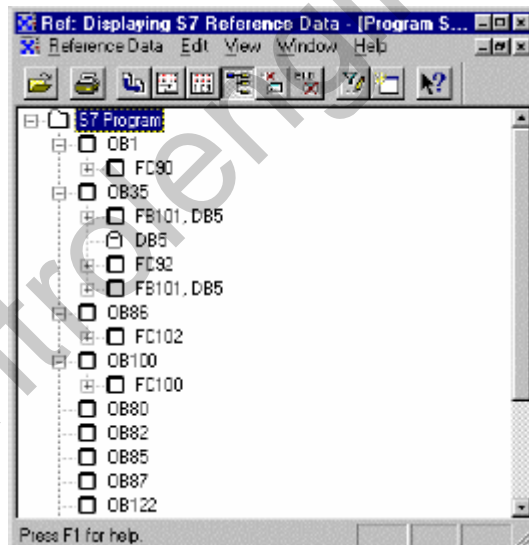 Ref: Displaying S7 Reference Data - [Program S...
Reference Data Edit View Window Help
S7 Program
OB1
FC90
OB35
FB101, DB5
DB5
FC92
FB101, DB5
OB86
FC102
OB100
FC100
OB80
OB82
OB85
OB87
OB122
Press F1 for help.